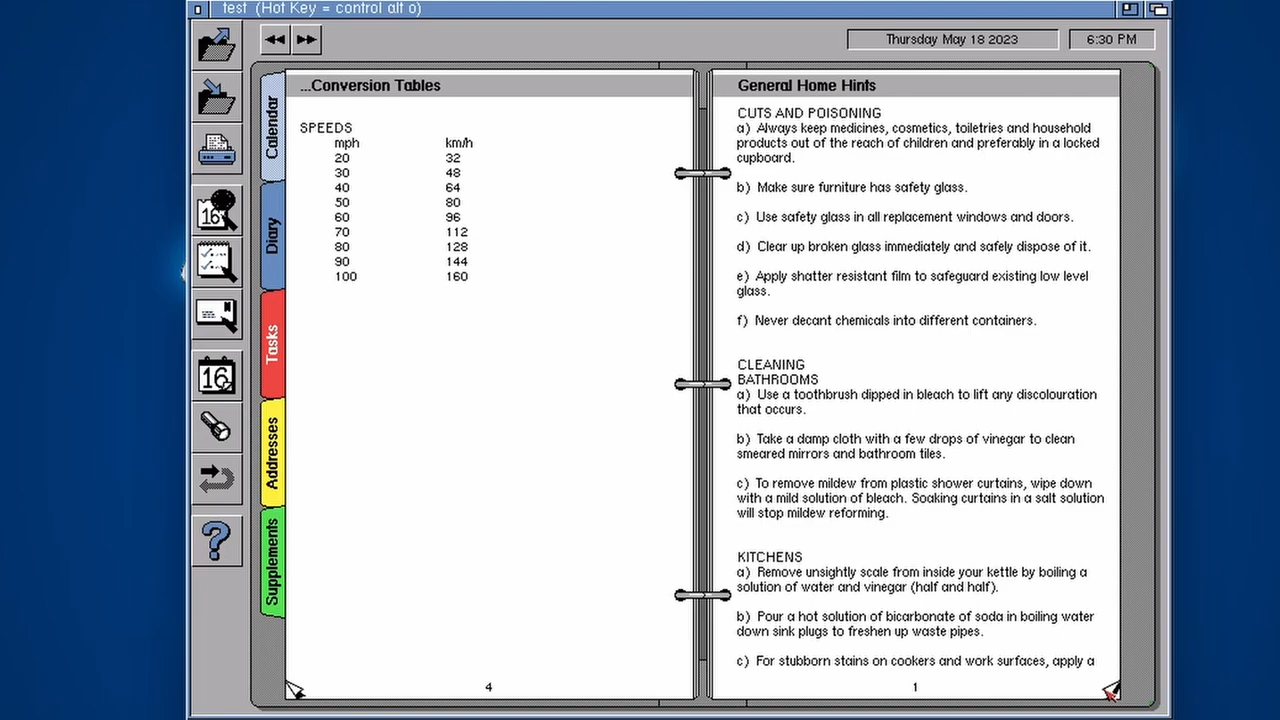 test (Hot Key = control alt o)
Thursday May 18 2023
6:30 PM
Calendar
Diary
Tasks
Addresses
Supplements
16
16
...Conversion Tables
SPEEDS
mph km/h
20 32
30 48
40 64
50 80
60 96
70 112
80 128
90 144
100 160
4
General Home Hints
CUTS AND POISONING
a) Always keep medicines, cosmetics, toiletries and household
products out of the reach of children and preferably in a locked
cupboard.
b) Make sure furniture has safety glass.
c) Use safety glass in all replacement windows and doors.
d) Clear up broken glass immediately and safely dispose of it.
e) Apply shatter resistant film to safeguard existing low level
glass.
f) Never decant chemicals into different containers.
CLEANING
BATHROOMS
a) Use a toothbrush dipped in bleach to lift any discolouration
that occurs.
b) Take a damp cloth with a few drops of vinegar to clean
smeared mirrors and bathroom tiles.
c) To remove mildew from plastic shower curtains, wipe down
with a mild solution of bleach. Soaking curtains in a salt solution
will stop mildew reforming.
KITCHENS
a) Remove unsightly scale from inside your kettle by boiling a
solution of water and vinegar (half and half).
b) Pour a hot solution of bicarbonate of soda in boiling water
down sink plugs to freshen up waste pipes.
c) For stubborn stains on cookers and work surfaces, apply a
1